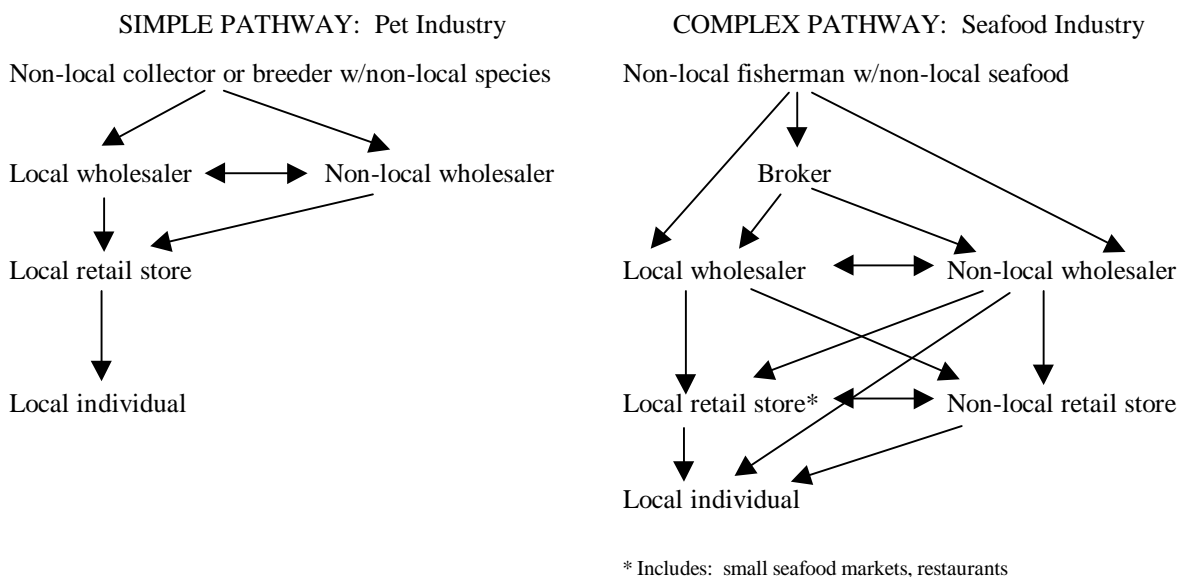 SIMPLE PATHWAY: Pet Industry
Non-local collector or breeder w/non-local species
Local wholesaler
Non-local wholesaler
Local retail store
Local individual
COMPLEX PATHWAY: Seafood Industry
Non-local fisherman w/non-local seafood
Broker
Local wholesaler
Non-local wholesaler
Local retail store*
Non-local retail store
Local individual
* Includes: small seafood markets, restaurants